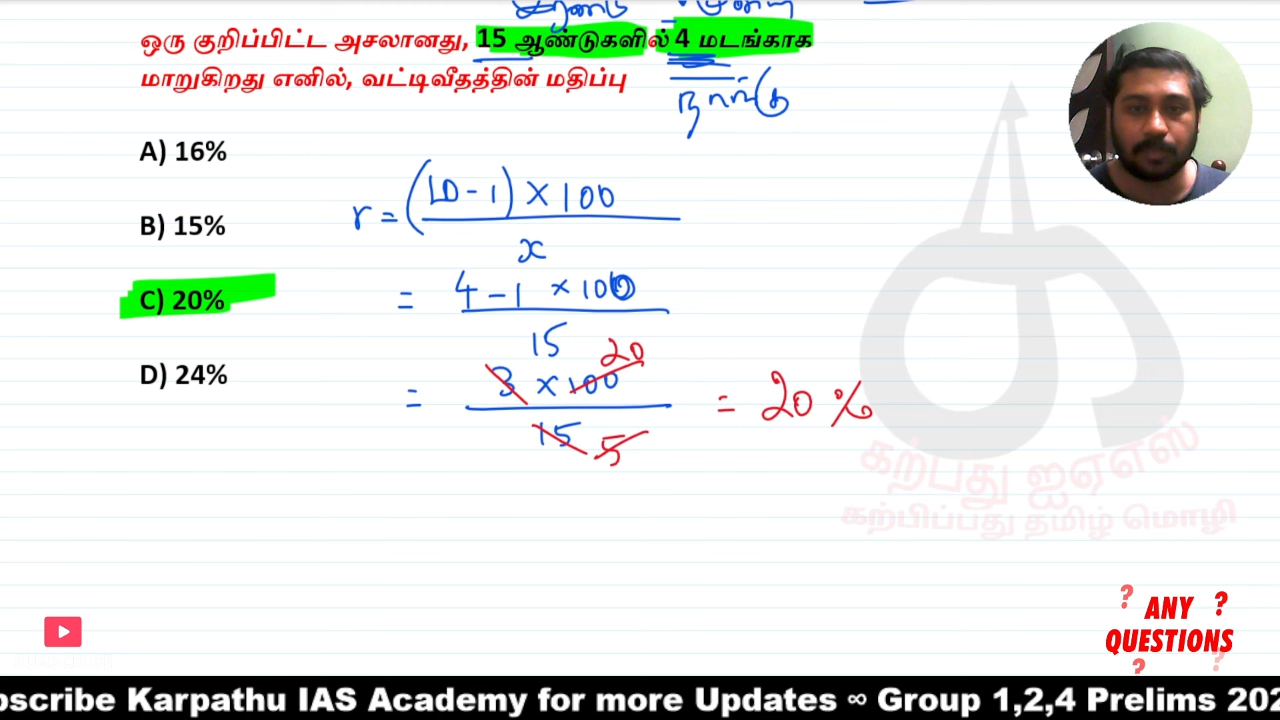 ஒரு குறிப்பிட்ட அசலானது, 15 ஆண்டுகளில் 4 மடங்காக
மாறுகிறது எனில், வட்டிவீதத்தின் மதிப்பு
நான்கு
A) 16%
B) 15%
C) 20%
D) 24%
r = (மD - 1) × 100
x
= 4 - 1 × 100
15
20
= 3 × 100 = 20 %
15 5
கற்பது ஐஏஎஸ்
கற்பிப்பது தமிழ் மொழி
? ANY ?
QUESTIONS
? ?
bscribe Karpathu IAS Academy for more Updates ∞ Group 1,2,4 Prelims 202